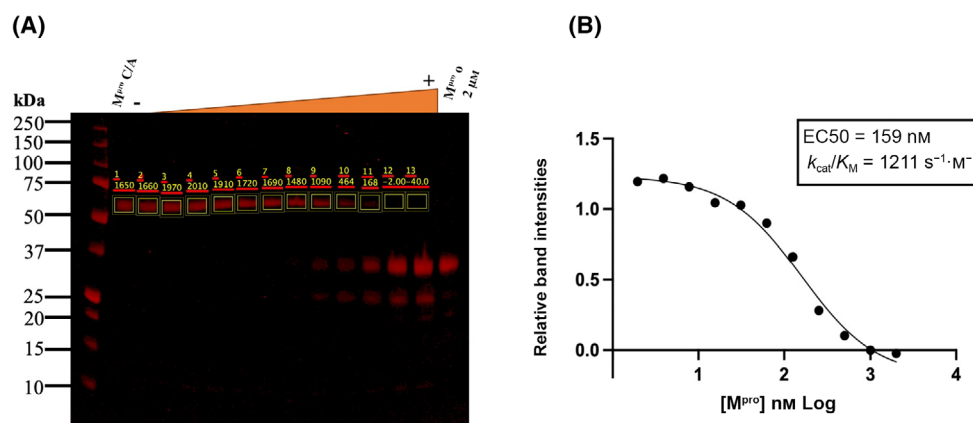 (A)
Mᵖʳᵒ C/A
-
+
Mᵖʳᵒ 0
2 μM
kDa
250
150
100
75
50
37
25
20
15
10
1 2 3 4 5 6 7 8 9 10 11 12 13
1650 1660 1970 2010 1910 1720 1690 1480 1090 464 168 -2.00 -40.0
(B)
EC50 = 159 nM
kcat/KM = 1211 s⁻¹·M⁻
Relative band intensities
1.5
1.0
0.5
0.0
1 2 3 4
[Mᵖʳᵒ] nM Log